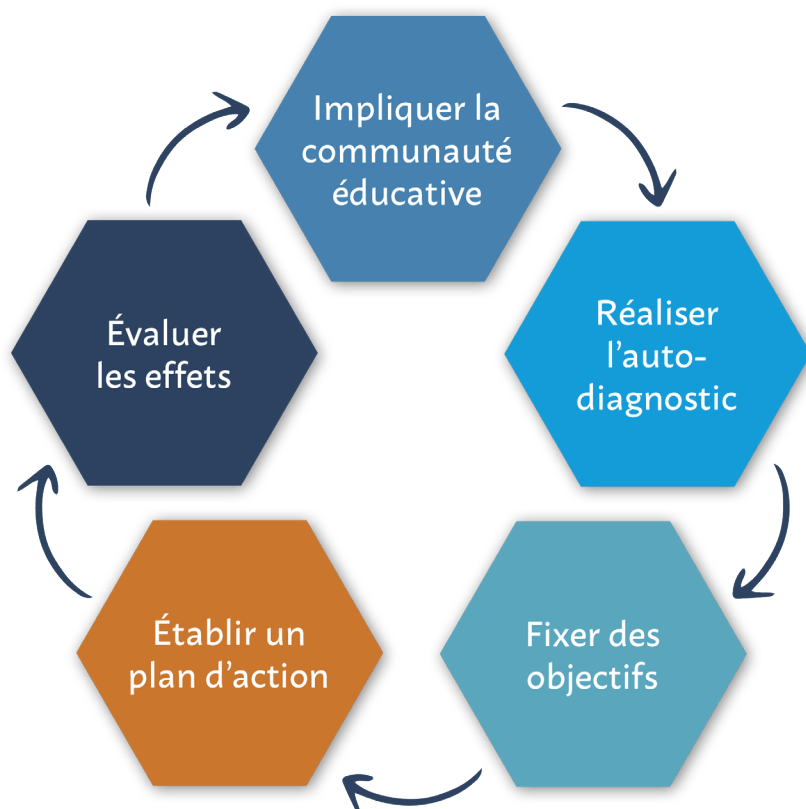 Impliquer la
communauté
éducative
Réaliser
l’auto-
diagnostic
Fixer des
objectifs
Établir un
plan d’action
Évaluer
les effets